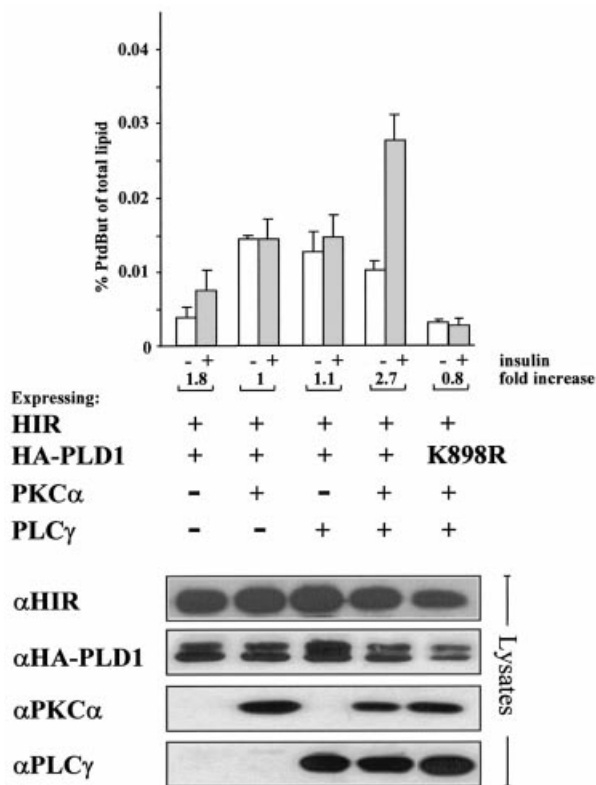 0.04
0.03
0.02
0.01
0
% PtdBut of total lipid
- + - + - + - + - + insulin
1.8 1 1.1 2.7 0.8 fold increase
Expressing:
HIR + + + + +
HA-PLD1 + + + + K898R
PKCα - + - + +
PLCγ - - + + +
αHIR
αHA-PLD1
αPKCα
αPLCγ
Lysates